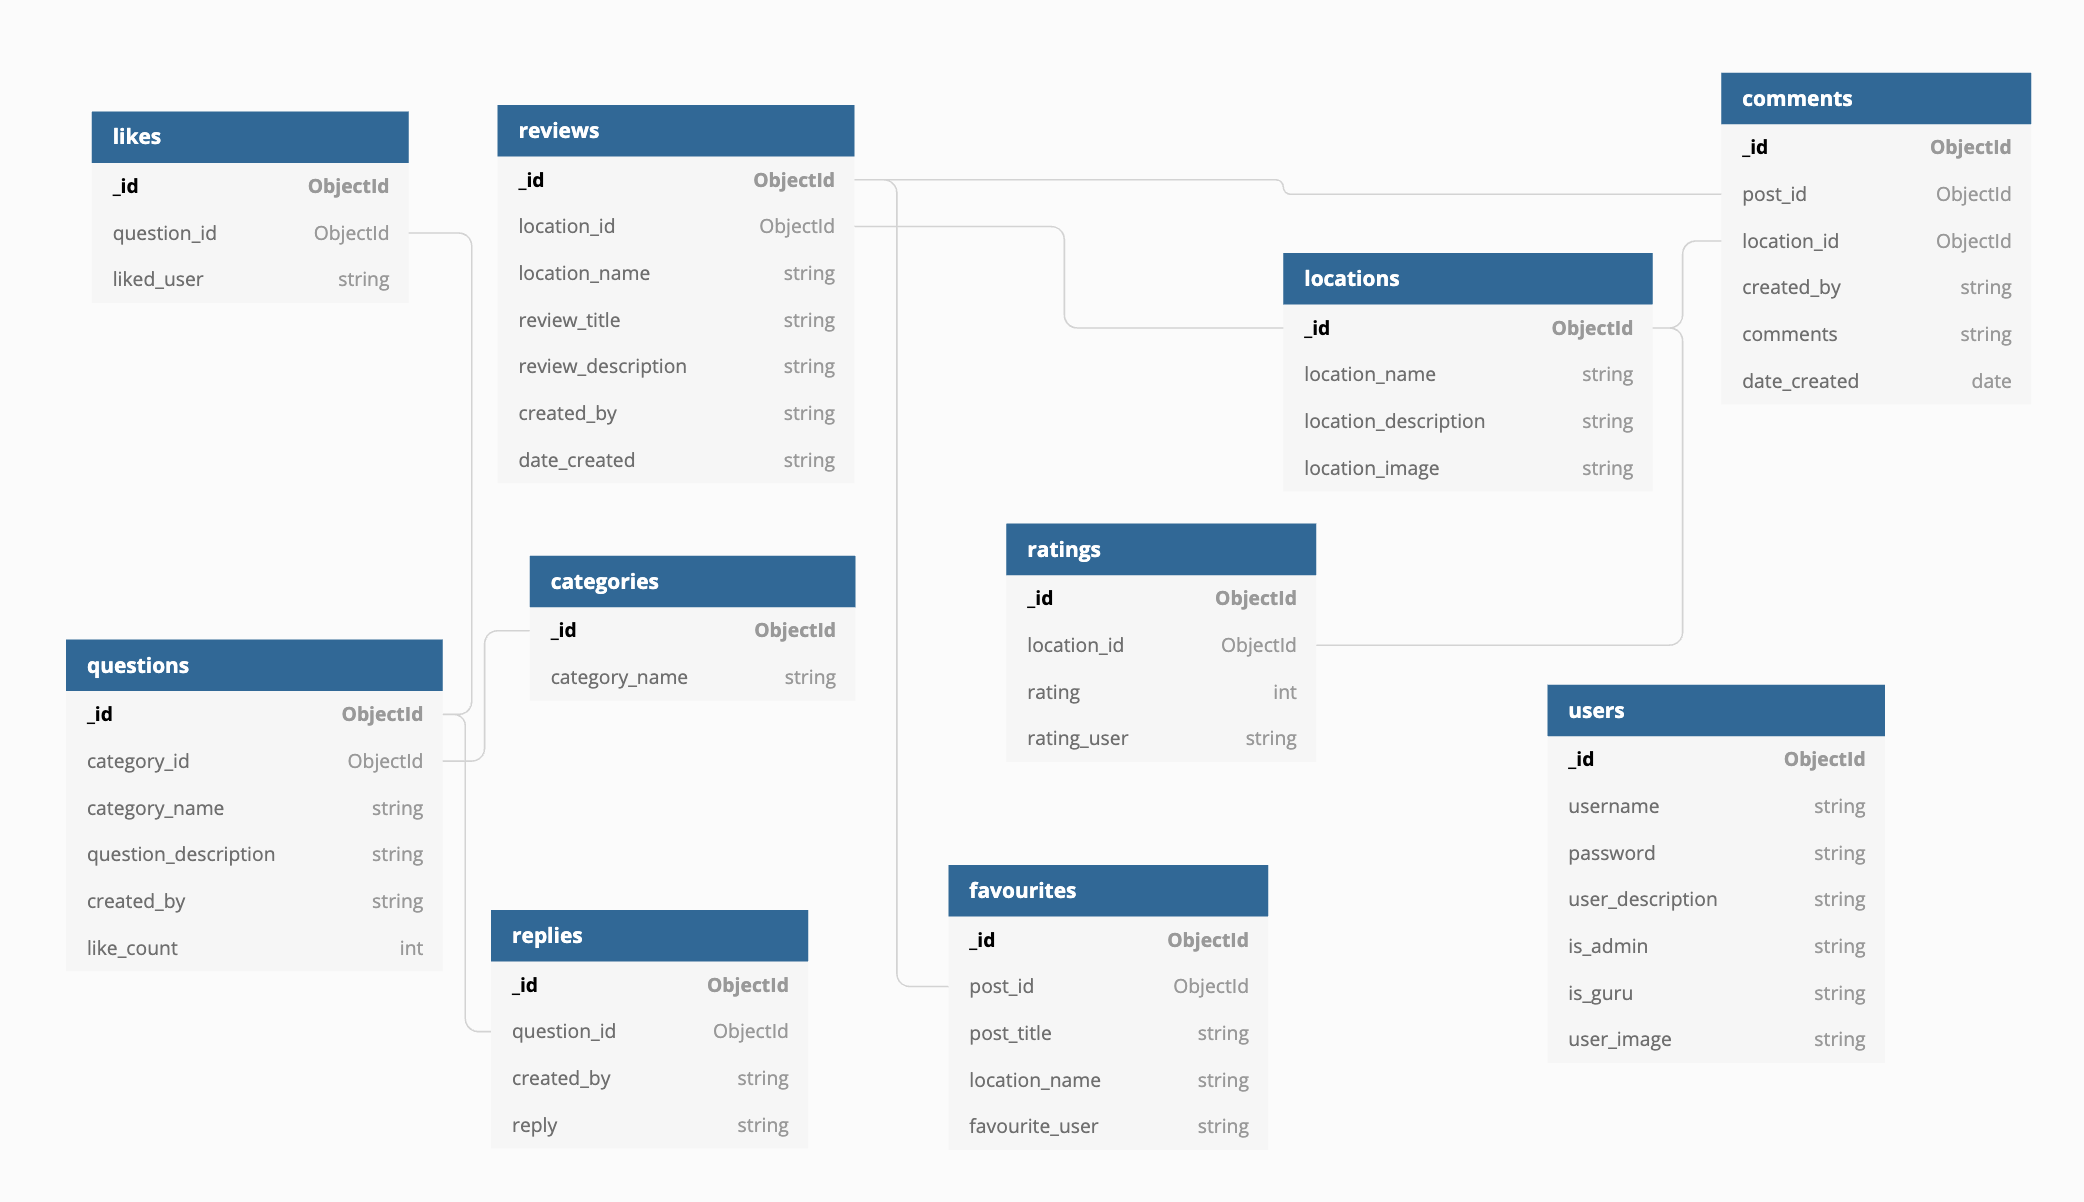 likes
_id ObjectId
question_id ObjectId
liked_user string
reviews
_id ObjectId
location_id ObjectId
location_name string
review_title string
review_description string
created_by string
date_created string
comments
_id ObjectId
post_id ObjectId
location_id ObjectId
created_by string
comments string
date_created date
locations
_id ObjectId
location_name string
location_description string
location_image string
categories
_id ObjectId
category_name string
ratings
_id ObjectId
location_id ObjectId
rating int
rating_user string
questions
_id ObjectId
category_id ObjectId
category_name string
question_description string
created_by string
like_count int
users
_id ObjectId
username string
password string
user_description string
is_admin string
is_guru string
user_image string
replies
_id ObjectId
question_id ObjectId
created_by string
reply string
favourites
_id ObjectId
post_id ObjectId
post_title string
location_name string
favourite_user string